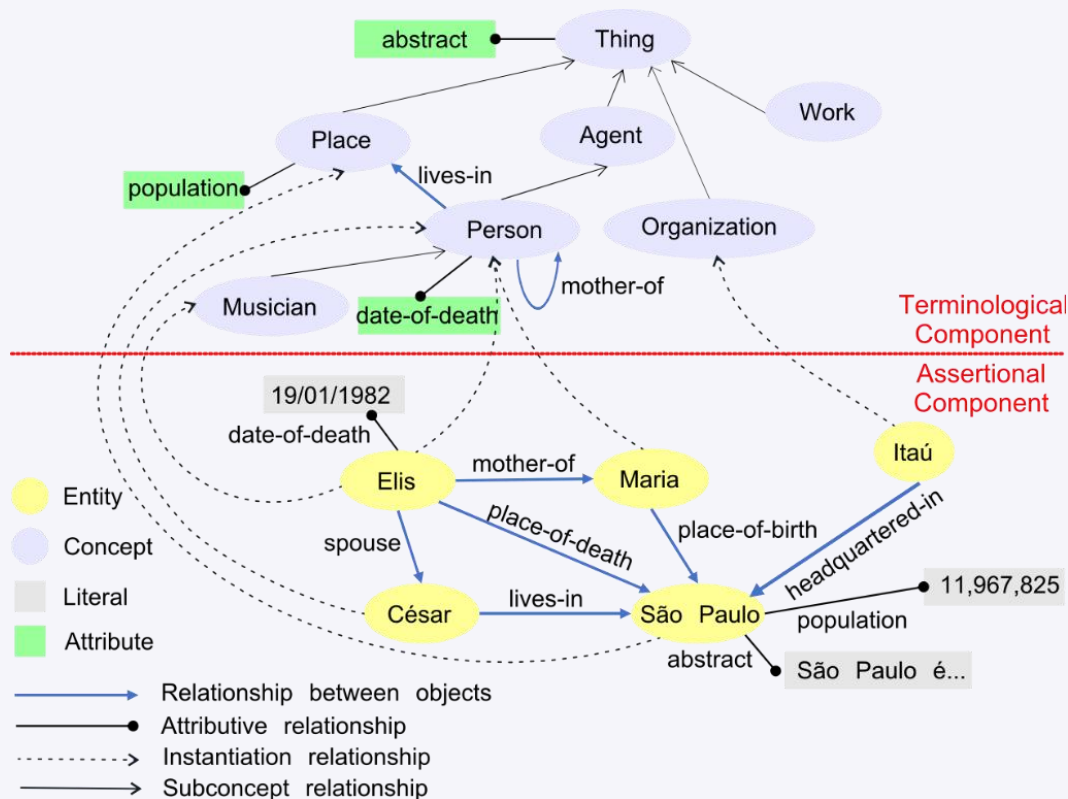 abstract
Thing
Work
Place
Agent
lives-in
population
Person
Organization
mother-of
Musician
date-of-death
Terminological
Component
Assertional
Component
19/01/1982
date-of-death
Itaú
mother-of
Elis
Maria
Entity
place-of-death
place-of-birth
headquartered-in
spouse
Concept
11,967,825
Literal
lives-in
César
São Paulo
population
Attribute
abstract
São Paulo é...
Relationship between objects
Attributive relationship
Instantiation relationship
Subconcept relationship